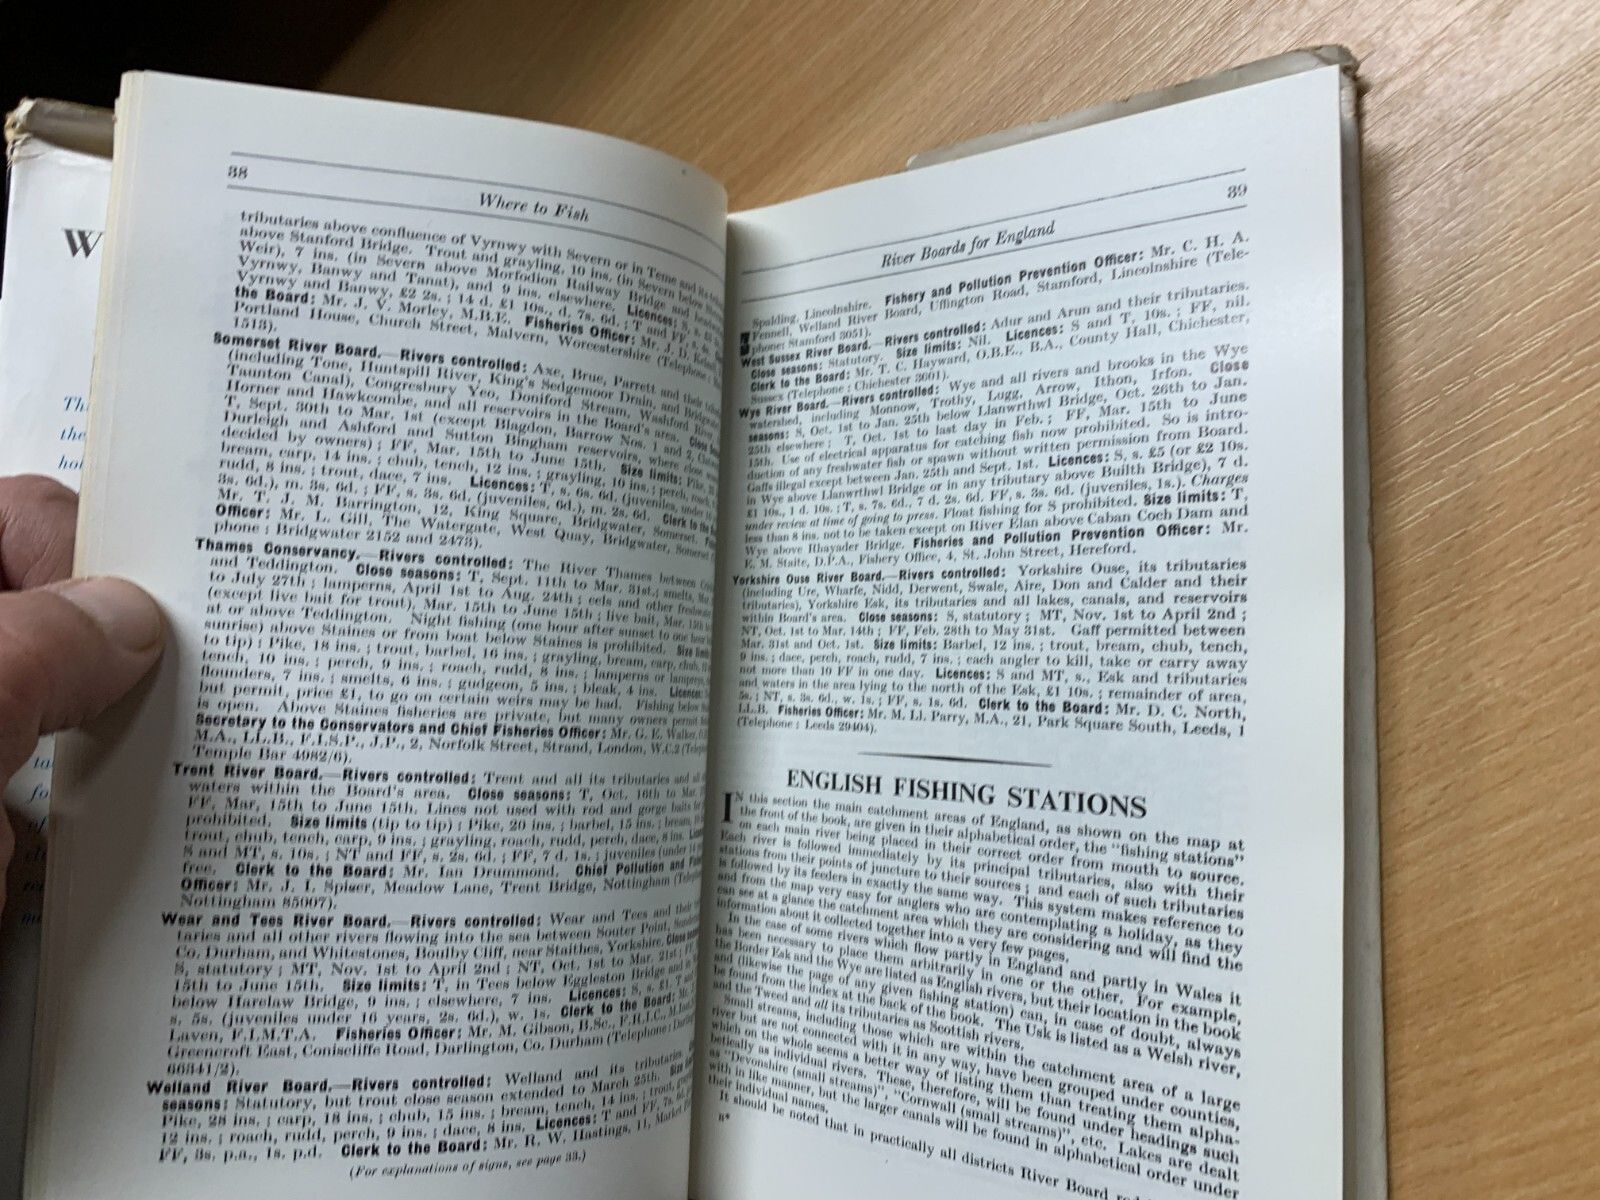 38
Where to Fish
tributaries above confluence of Vyrnwy with Severn or in Teme and its
above Stanford Bridge. Trout and grayling, 10 ins. (in Severn below
Weir), 7 ins. (in Severn above Morfodion Railway Bridge and
Vyrnwy, Banwy and Tanat), and 9 ins. elsewhere. Licences: S, s.
Vyrnwy and Banwy, £2 2s.; 14 d. £1 10s., d. 7s. 6d.; T and FF, s.
the Board: Mr. J. V. Morley, M.B.E. Fisheries Officer: Mr. J. D.
Portland House, Church Street, Malvern, Worcestershire (Telephone:
1513).
Somerset River Board.—Rivers controlled: Axe, Brue, Parrett and their
(including Tone, Huntspill River, King's Sedgemoor Drain, and
Taunton Canal), Congresbury Yeo, Doniford Stream, Washford River,
Horner and Hawkcombe, and all reservoirs in the Board's area. Close
T, Sept. 30th to Mar. 1st (except Blagdon, Barrow Nos. 1 and 2,
Durleigh and Ashford and Sutton Bingham reservoirs, where close
decided by owners); FF, Mar. 15th to June 15th. Size limits: Pike,
bream, carp, 14 ins.; chub, tench, 12 ins.; grayling, 10 ins.; perch,
rudd, 8 ins.; trout, dace, 7 ins. Licences: T, s. 6s. 6d. (juveniles, under
3s. 6d.), m. 3s. 6d.; FF, s. 3s. 6d. (juveniles, 6d.), m. 2s. 6d. Clerk to the
Mr. T. J. M. Barrington, 12, King Square, Bridgwater, Somerset.
Officer: Mr. L. Gill, The Watergate, West Quay, Bridgwater, Somerset
phone: Bridgwater 2152 and 2473).
Thames Conservancy.—Rivers controlled: The River Thames between
and Teddington. Close seasons: T, Sept. 11th to Mar. 31st.; smelts,
to July 27th; lamperns, April 1st to Aug. 24th; eels and other freshwater
(except live bait for trout), Mar. 15th to June 15th; live bait, Mar. 15th
at or above Teddington. Night fishing (one hour after sunset to one hour
sunrise) above Staines or from boat below Staines is prohibited. Size
to tip): Pike, 18 ins.; trout, barbel, 16 ins.; grayling, bream, carp, chub,
tench, 10 ins.; perch, 9 ins.; roach, rudd, 8 ins.; lamperns or lampreys,
flounders, 7 ins.; smelts, 6 ins.; gudgeon, 5 ins.; bleak, 4 ins. Licences:
but permit, price £1, to go on certain weirs may be had. Fishing below
is open. Above Staines fisheries are private, but many owners permit
Secretary to the Conservators and Chief Fisheries Officer: Mr. G. E. Walker,
M.A., LL.B., F.I.S.P., J.P., 2, Norfolk Street, Strand, London, W.C.2
Temple Bar 4982/6).
Trent River Board.—Rivers controlled: Trent and all its tributaries and all
waters within the Board's area. Close seasons: T, Oct. 16th to Mar.
FF, Mar, 15th to June 15th. Lines not used with rod and gorge baits
prohibited. Size limits (tip to tip): Pike, 20 ins.; barbel, 15 ins.; bream,
trout, chub, tench, carp, 9 ins.; grayling, roach, rudd, perch, dace, 8 ins.
S and MT, s. 10s.; NT and FF, s. 2s. 6d.; FF, 7 d. 1s.; juveniles (under
free. Clerk to the Board: Mr. Ian Drummond. Chief Pollution and
Officer: Mr. J. I. Spiser, Meadow Lane, Trent Bridge, Nottingham
Nottingham 85907).
Wear and Tees River Board.—Rivers controlled: Wear and Tees and their
taries and all other rivers flowing into the sea between Souter Point,
Co. Durham, and Whitestones, Boulby Cliff, near Staithes, Yorkshire. Close
S, statutory; MT, Nov. 1st to April 2nd; NT, Oct. 1st to Mar. 21st;
15th to June 15th. Size limits: T, in Tees below Eggleston Bridge and in
below Harelaw Bridge, 9 ins.; elsewhere, 7 ins. Licences: S, s. £1. T
s. 5s. (juveniles under 16 years, 2s. 6d.), w. 1s. Clerk to the Board: Mr.
Laven, F.I.M.T.A. Fisheries Officer: Mr. M. Gibson, B.Sc., F.R.I.C.,
Greencroft East, Coniscliffe Road, Darlington, Co. Durham (Telephone:
66341/2).
Welland River Board.—Rivers controlled: Welland and its tributaries.
seasons: Statutory, but trout close season extended to March 25th. Size
Pike, 28 ins.; carp, 18 ins.; chub, 15 ins.; bream, tench, 14 ins.; trout,
12 ins.; roach, rudd, perch, 9 ins.; dace, 8 ins. Licences: T and FF,
FF, 3s. p.a., 1s. p.d. Clerk to the Board: Mr. R. W. Hastings, 11, Market
(For explanations of signs, see page 33.)
River Boards for England
39
Spalding, Lincolnshire. Fishery and Pollution Prevention Officer: Mr. C. H. A.
Fennell, Welland River Board, Uffington Road, Stamford, Lincolnshire (Tele-
phone: Stamford 3051).
West Sussex River Board.—Rivers controlled: Adur and Arun and their tributaries.
Close seasons: Statutory. Size limits: Nil. Licences: S and T, 10s.; FF, nil.
Clerk to the Board: Mr. T. C. Hayward, O.B.E., B.A., County Hall, Chichester,
Sussex (Telephone: Chichester 3601).
Wye River Board.—Rivers controlled: Wye and all rivers and brooks in the Wye
watershed, including Monnow, Trothy, Lugg, Arrow, Ithon, Irfon. Close
seasons: S, Oct. 1st to Jan. 25th below Llanwrthwl Bridge, Oct. 26th to Jan.
25th elsewhere; T, Oct. 1st to last day in Feb.; FF, Mar. 15th to June
15th. Use of electrical apparatus for catching fish now prohibited. So is intro-
duction of any freshwater fish or spawn without written permission from Board.
Gaffs illegal except between Jan. 25th and Sept. 1st. Licences: S, s. £5 (or £2 10s.
in Wye above Llanwrthwl Bridge or in any tributary above Builth Bridge), 7 d.
£1 10s., 1 d. 10s.; T, s. 7s. 6d., 7 d. 2s. 6d. FF, s. 3s. 6d. (juveniles, 1s.). Charges
under review at time of going to press. Float fishing for S prohibited. Size limits: T,
less than 8 ins. not to be taken except on River Elan above Caban Coch Dam and
Wye above Rhayader Bridge. Fisheries and Pollution Prevention Officer: Mr.
E. M. Staite, D.P.A., Fishery Office, 4, St. John Street, Hereford.
Yorkshire Ouse River Board.—Rivers controlled: Yorkshire Ouse, its tributaries
(including Ure, Wharfe, Nidd, Derwent, Swale, Aire, Don and Calder and their
tributaries), Yorkshire Esk, its tributaries and all lakes, canals, and reservoirs
within Board's area. Close seasons: S, statutory; MT, Nov. 1st to April 2nd;
NT, Oct. 1st to Mar. 14th; FF, Feb. 28th to May 31st. Gaff permitted between
Mar. 31st and Oct. 1st. Size limits: Barbel, 12 ins.; trout, bream, chub, tench,
9 ins.; dace, perch, roach, rudd, 7 ins.; each angler to kill, take or carry away
not more than 10 FF in one day. Licences: S and MT, s., Esk and tributaries
and waters in the area lying to the north of the Esk, £1 10s.; remainder of area,
5s.; NT, s. 3s. 6d., w. 1s.; FF, s. 1s. 6d. Clerk to the Board: Mr. D. C. North,
LL.B. Fisheries Officer: Mr. M. Ll. Parry, M.A., 21, Park Square South, Leeds, 1
(Telephone: Leeds 29404).
ENGLISH FISHING STATIONS
IN this section the main catchment areas of England, as shown on the map at
the front of the book, are given in their alphabetical order, the "fishing stations"
on each main river being placed in their correct order from mouth to source.
Each river is followed immediately by its principal tributaries, also with their
stations from their points of juncture to their sources; and each of such tributaries
is followed by its feeders in exactly the same way. This system makes reference to
and from the map very easy for anglers who are contemplating a holiday, as they
can see at a glance the catchment area which they are considering and will find the
information about it collected together into a very few pages.
In the case of some rivers which flow partly in England and partly in Wales it
has been necessary to place them arbitrarily in one or the other. For example,
the Border Esk and the Wye are listed as English rivers, but their location in the book
and (likewise the page of any given fishing station) can, in case of doubt, always
be found from the index at the back of the book. The Usk is listed as a Welsh river,
and the Tweed and all its tributaries as Scottish rivers.
Small streams, including those which are within the catchment area of a large
river but are not connected with it in any way, have been grouped under counties,
which on the whole seems a better way of listing them than treating them alpha-
betically as individual rivers. These, therefore, will be found under headings such
as "Devonshire (small streams)", "Cornwall (small streams)", etc. Lakes are dealt
with in like manner, but the larger canals will be found in alphabetical order under
their individual names.
It should be noted that in practically all districts River Board rod
B*
W
Th
the